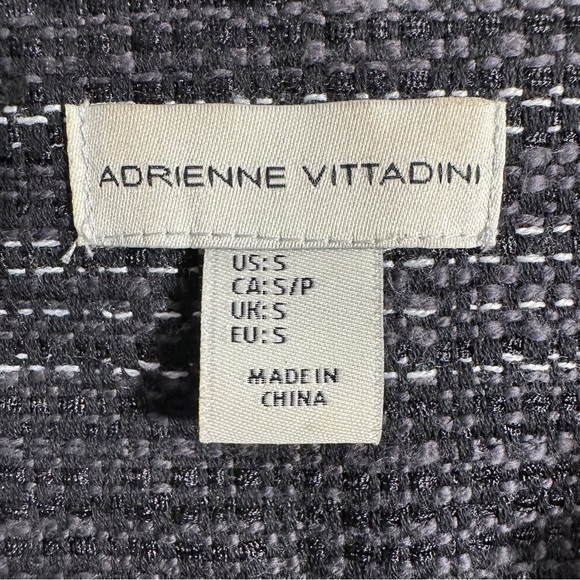 ADRIENNE VITTADINI
US: S
CA: S/P
UK: S
EU: S
MADE IN
CHINA